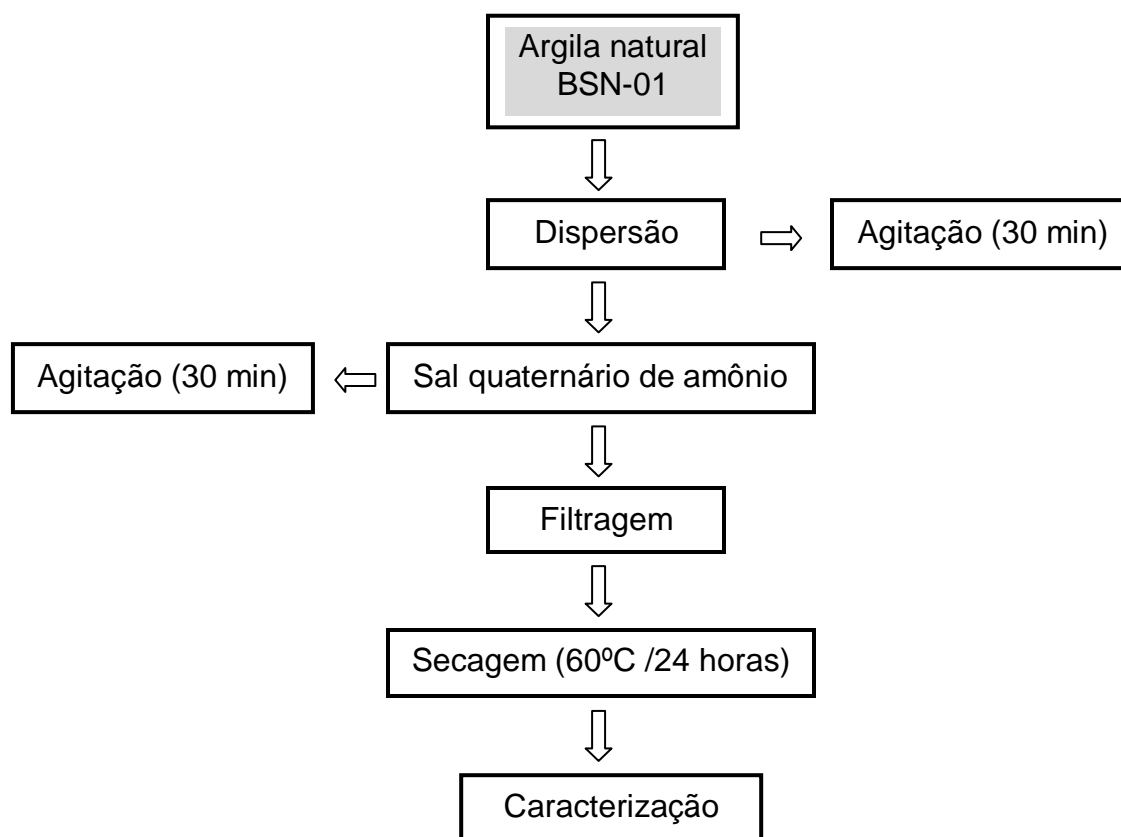 Argila natural
BSN-01
Dispersão
Agitação (30 min)
Agitação (30 min)
Sal quaternário de amônio
Filtragem
Secagem (60ºC /24 horas)
Caracterização